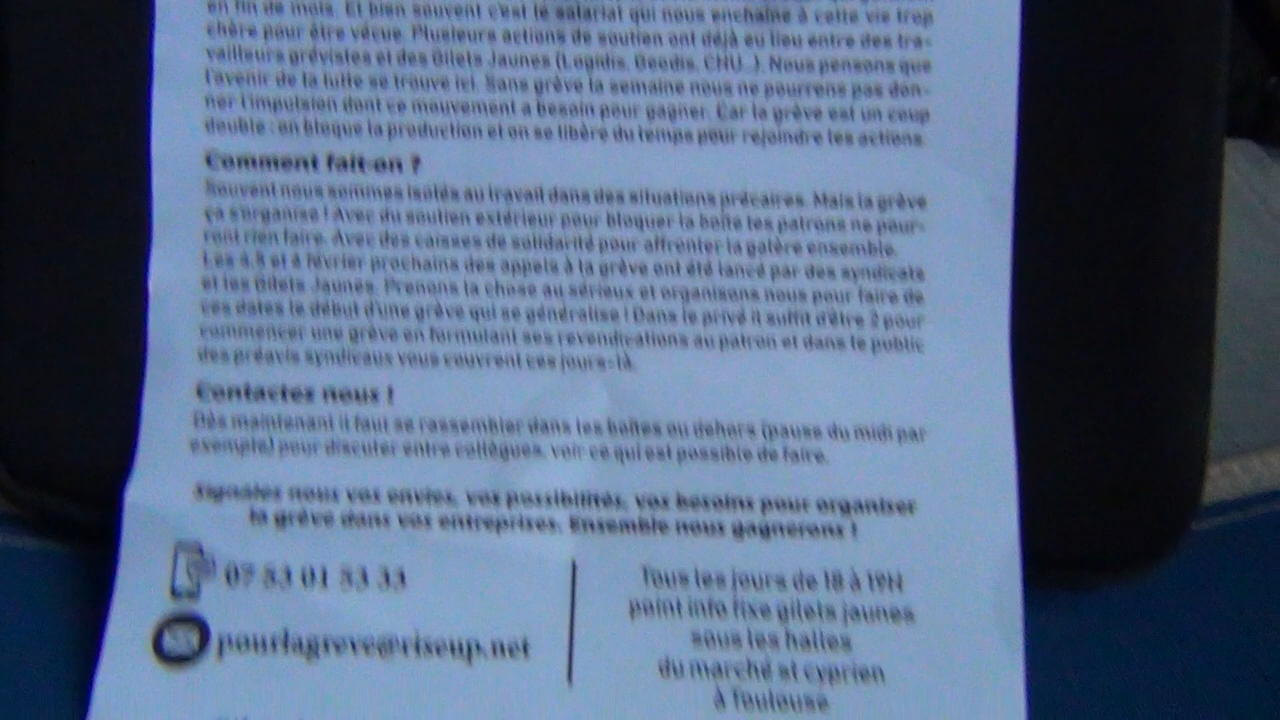 en fin de mois. Et bien souvent c'est le salariat qui nous enchaîne à cette vie trop
chère pour être vécue. Plusieurs actions de soutien ont déjà eu lieu entre des tra-
vailleurs grévistes et des Gilets Jaunes (Logidis, Geodis, CHU...). Nous pensons que
l'avenir de la lutte se trouve ici. Sans grève la semaine nous ne pourrons pas don-
ner l'impulsion dont ce mouvement a besoin pour gagner. Car la grève est un coup
double : on bloque la production et on se libère du temps pour rejoindre les actions.
Comment fait-on ?
Souvent nous sommes isolés au travail dans des situations précaires. Mais la grève
ça s'organise ! Avec du soutien extérieur pour bloquer la boîte les patrons ne pour-
ront rien faire. Avec des caisses de solidarité pour affronter la galère ensemble.
Les 4,5 et 6 février prochains des appels à la grève ont été lancé par des syndicats
et les Gilets Jaunes. Prenons la chose au sérieux et organisons nous pour faire de
ces dates le début d'une grève qui se généralise ! Dans le privé il suffit d'être 2 pour
commencer une grève en formulant ses revendications au patron et dans le public
des préavis syndicaux vous couvrent ces jours-là.
Contactez nous !
Dès maintenant il faut se rassembler dans les boîtes ou dehors (pause du midi par
exemple) pour discuter entre collègues, voir ce qui est possible de faire.
Signalez nous vos envies, vos possibilités, vos besoins pour organiser
la grève dans vos entreprises. Ensemble nous gagnerons !
07 53 01 53 33
pourlagreve@riseup.net
Tous les jours de 18 à 19H
point info fixe gilets jaunes
sous les halles
du marché st cyprien
à Toulouse